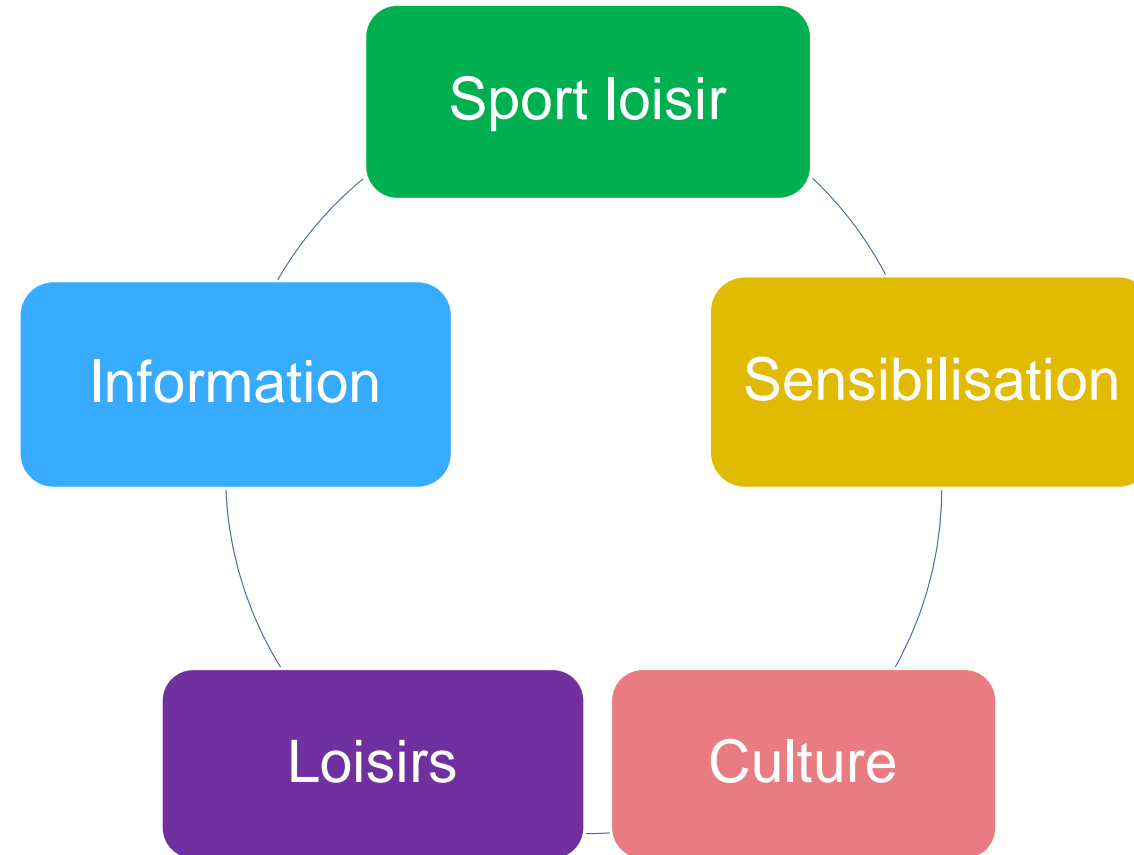 Sport loisir
Information
Sensibilisation
Loisirs
Culture